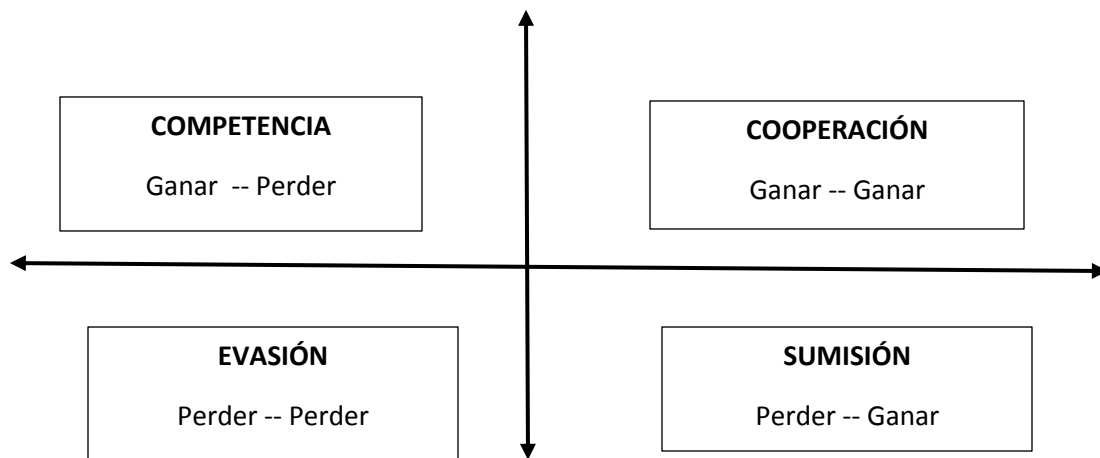 COMPETENCIA
Ganar -- Perder
COOPERACIÓN
Ganar -- Ganar
EVASIÓN
Perder -- Perder
SUMISIÓN
Perder -- Ganar